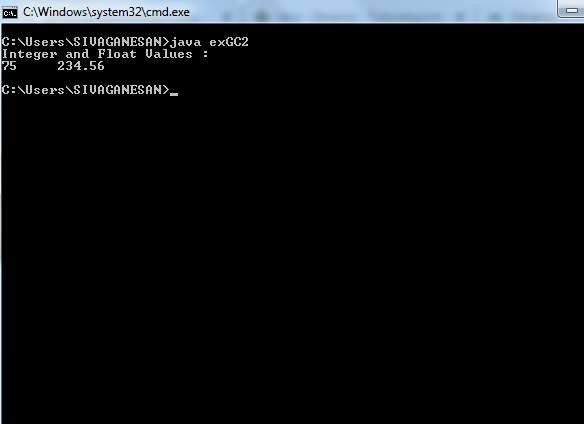 C:\Windows\system32\cmd.exe
C:\Users\SIVAGANESAN>java exGC2
Integer and Float Values :
75     234.56
C:\Users\SIVAGANESAN>_